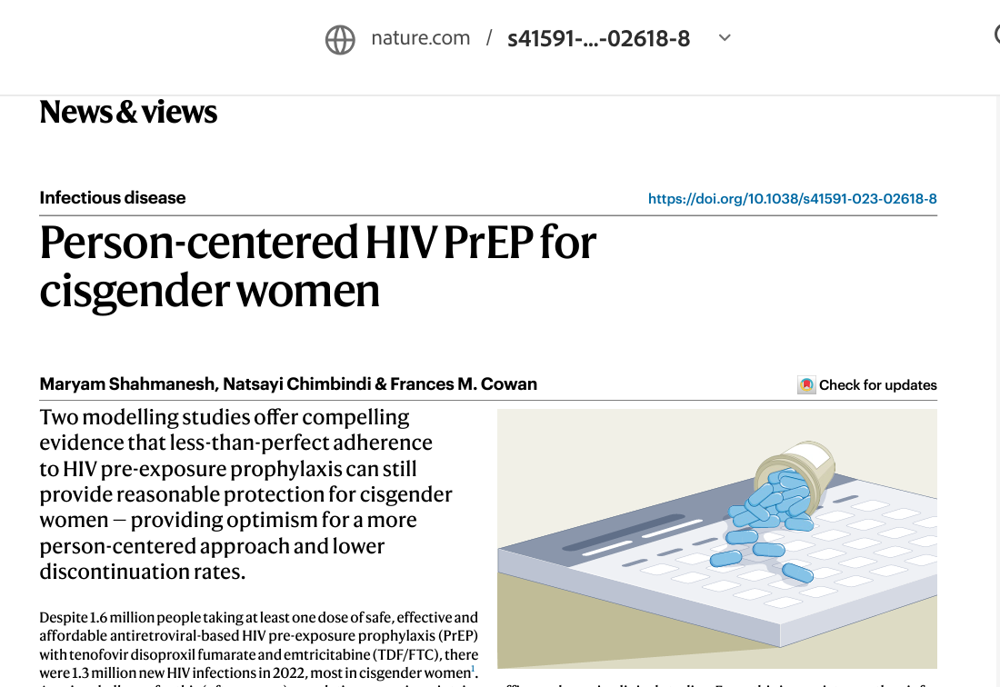 nature.com / s41591-...-02618-8
News & views
Infectious disease
https://doi.org/10.1038/s41591-023-02618-8
Person-centered HIV PrEP for
cisgender women
Maryam Shahmanesh, Natsayi Chimbindi & Frances M. Cowan
Check for updates
Two modelling studies offer compelling
evidence that less-than-perfect adherence
to HIV pre-exposure prophylaxis can still
provide reasonable protection for cisgender
women — providing optimism for a more
person-centered approach and lower
discontinuation rates.
Despite 1.6 million people taking at least one dose of safe, effective and
affordable antiretroviral-based HIV pre-exposure prophylaxis (PrEP)
with tenofovir disoproxil fumarate and emtricitabine (TDF/FTC), there
were 1.3 million new HIV infections in 2022, most in cisgender women1.